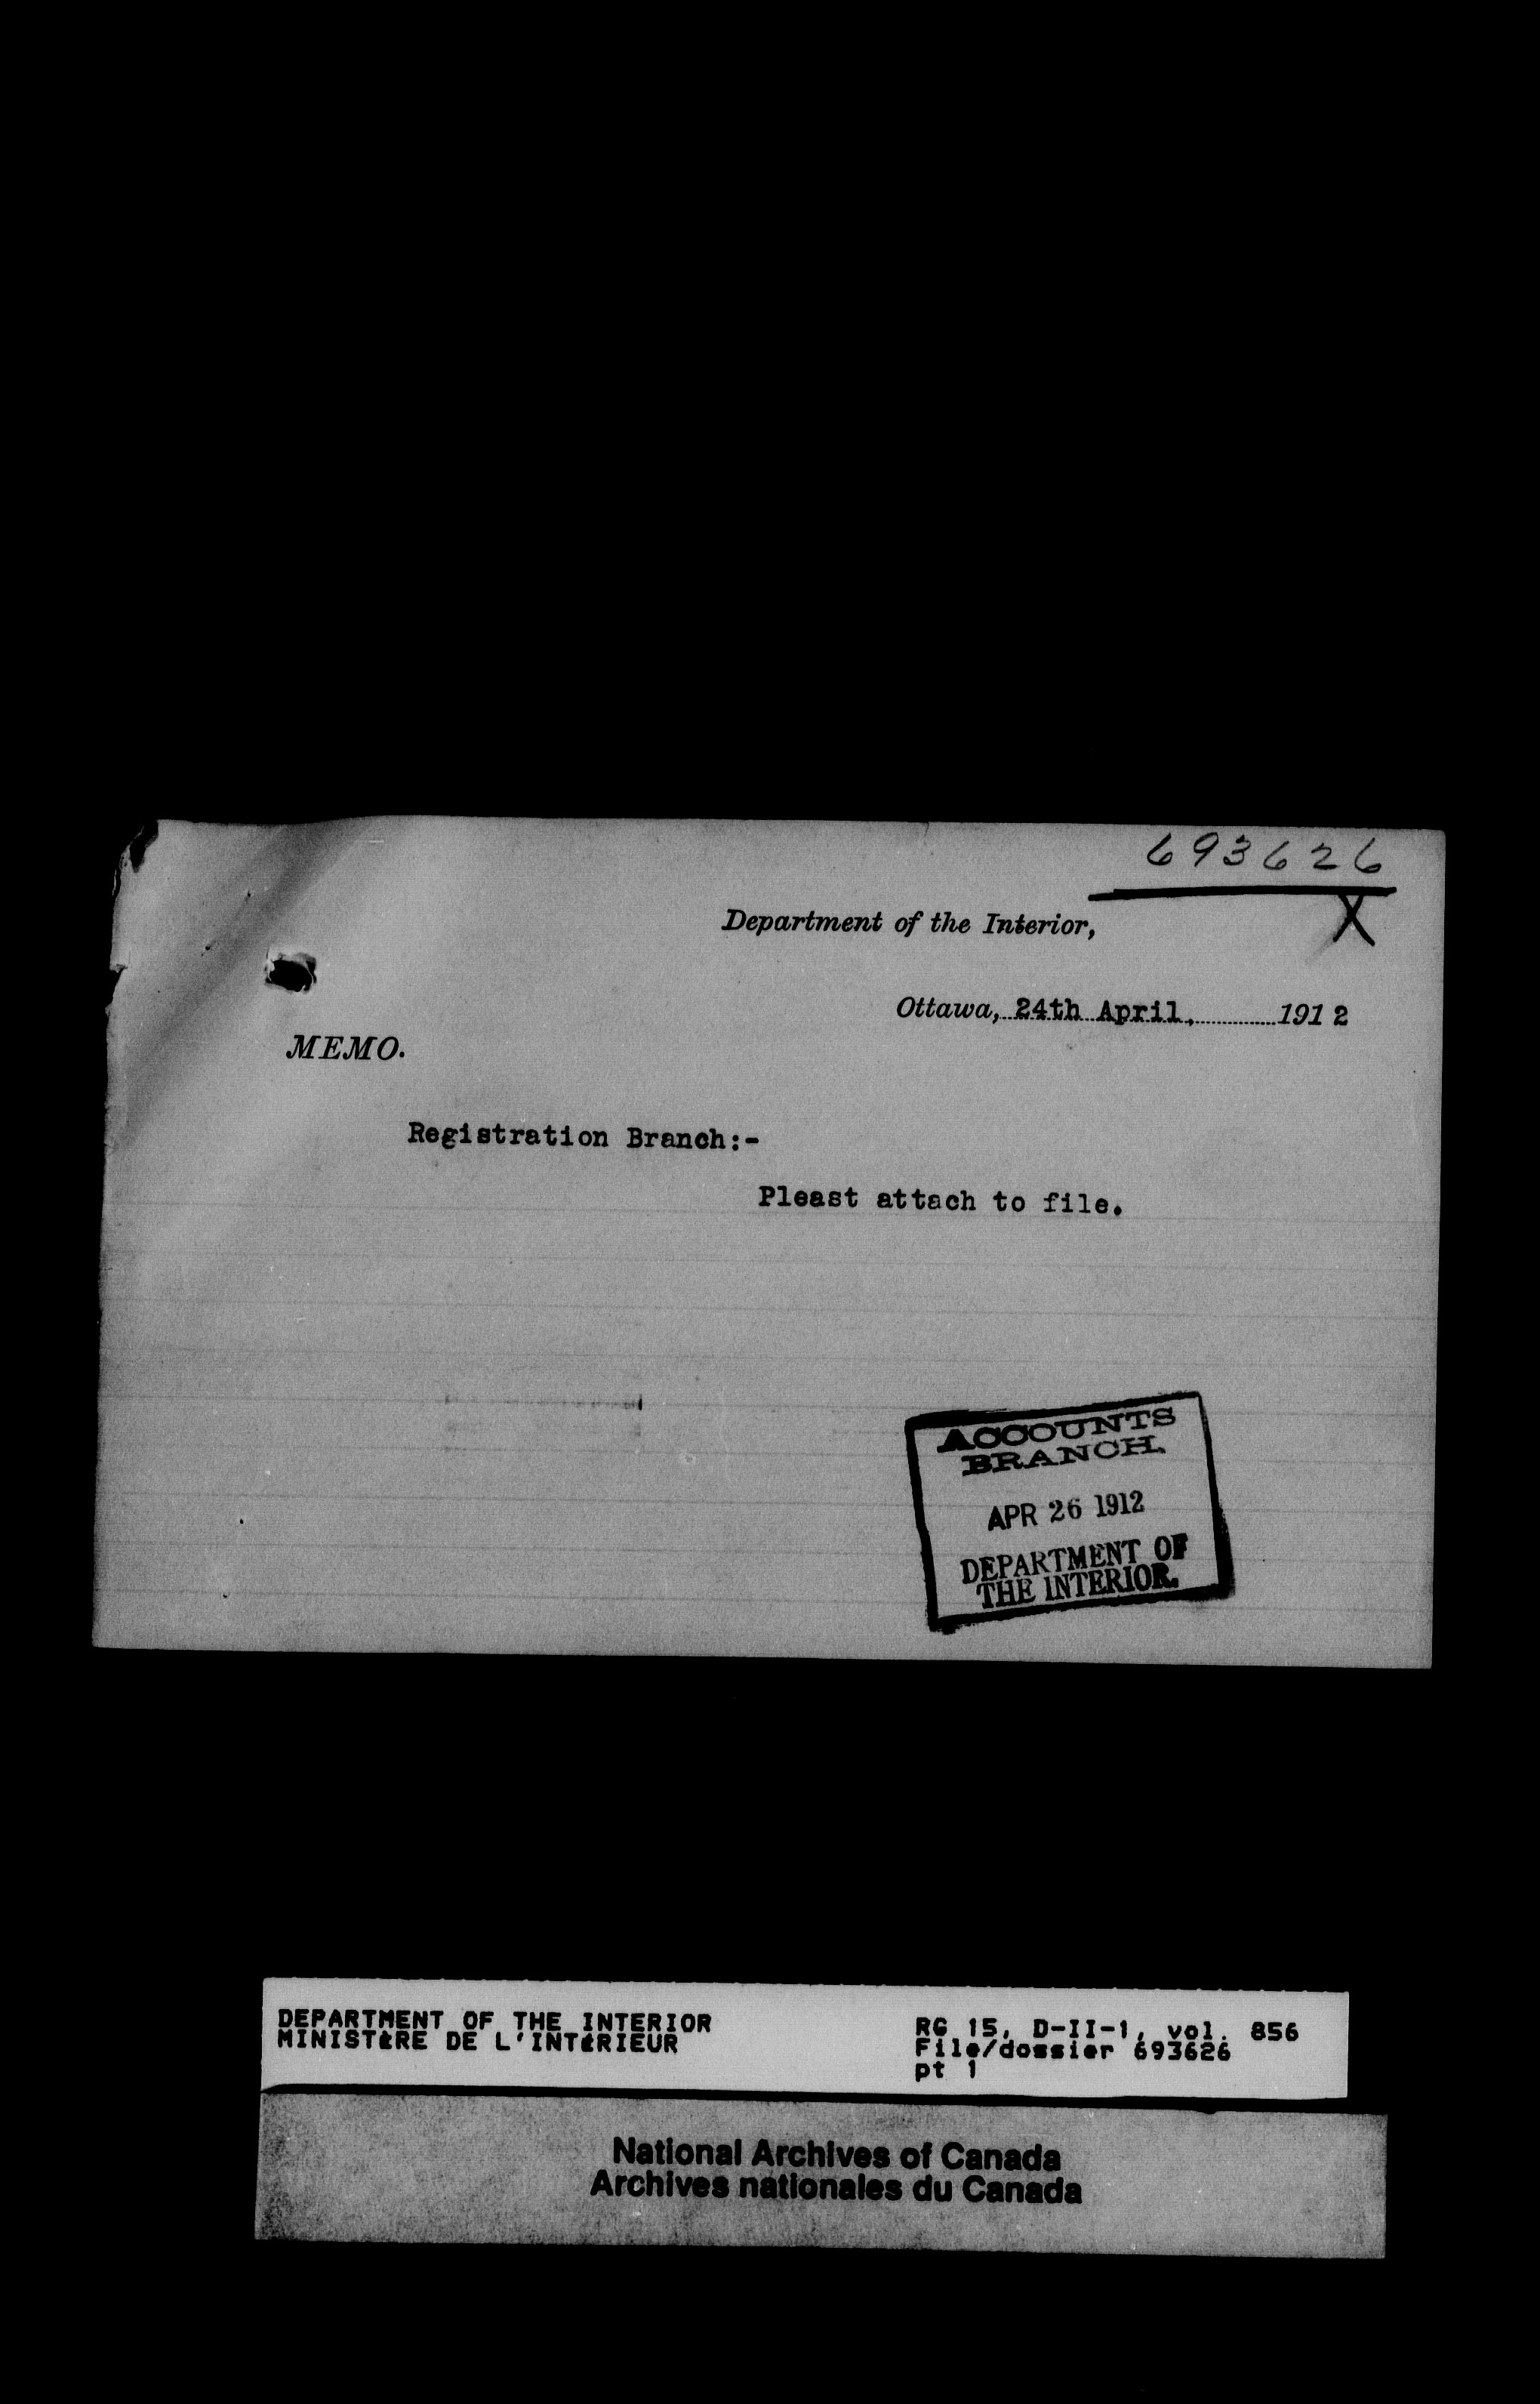 693626
X
Department of the Interior,
Ottawa, 24th April, 1912
MEMO.
Registration Branch:-
Pleast attach to file.
ACCOUNTS
BRANCH.
APR 26 1912
DEPARTMENT OF
THE INTERIOR.
DEPARTMENT OF THE INTERIOR
MINISTÈRE DE L'INTÉRIEUR
RG 15, D-II-1, vol. 856
File/dossier 693626
pt 1
National Archives of Canada
Archives nationales du Canada